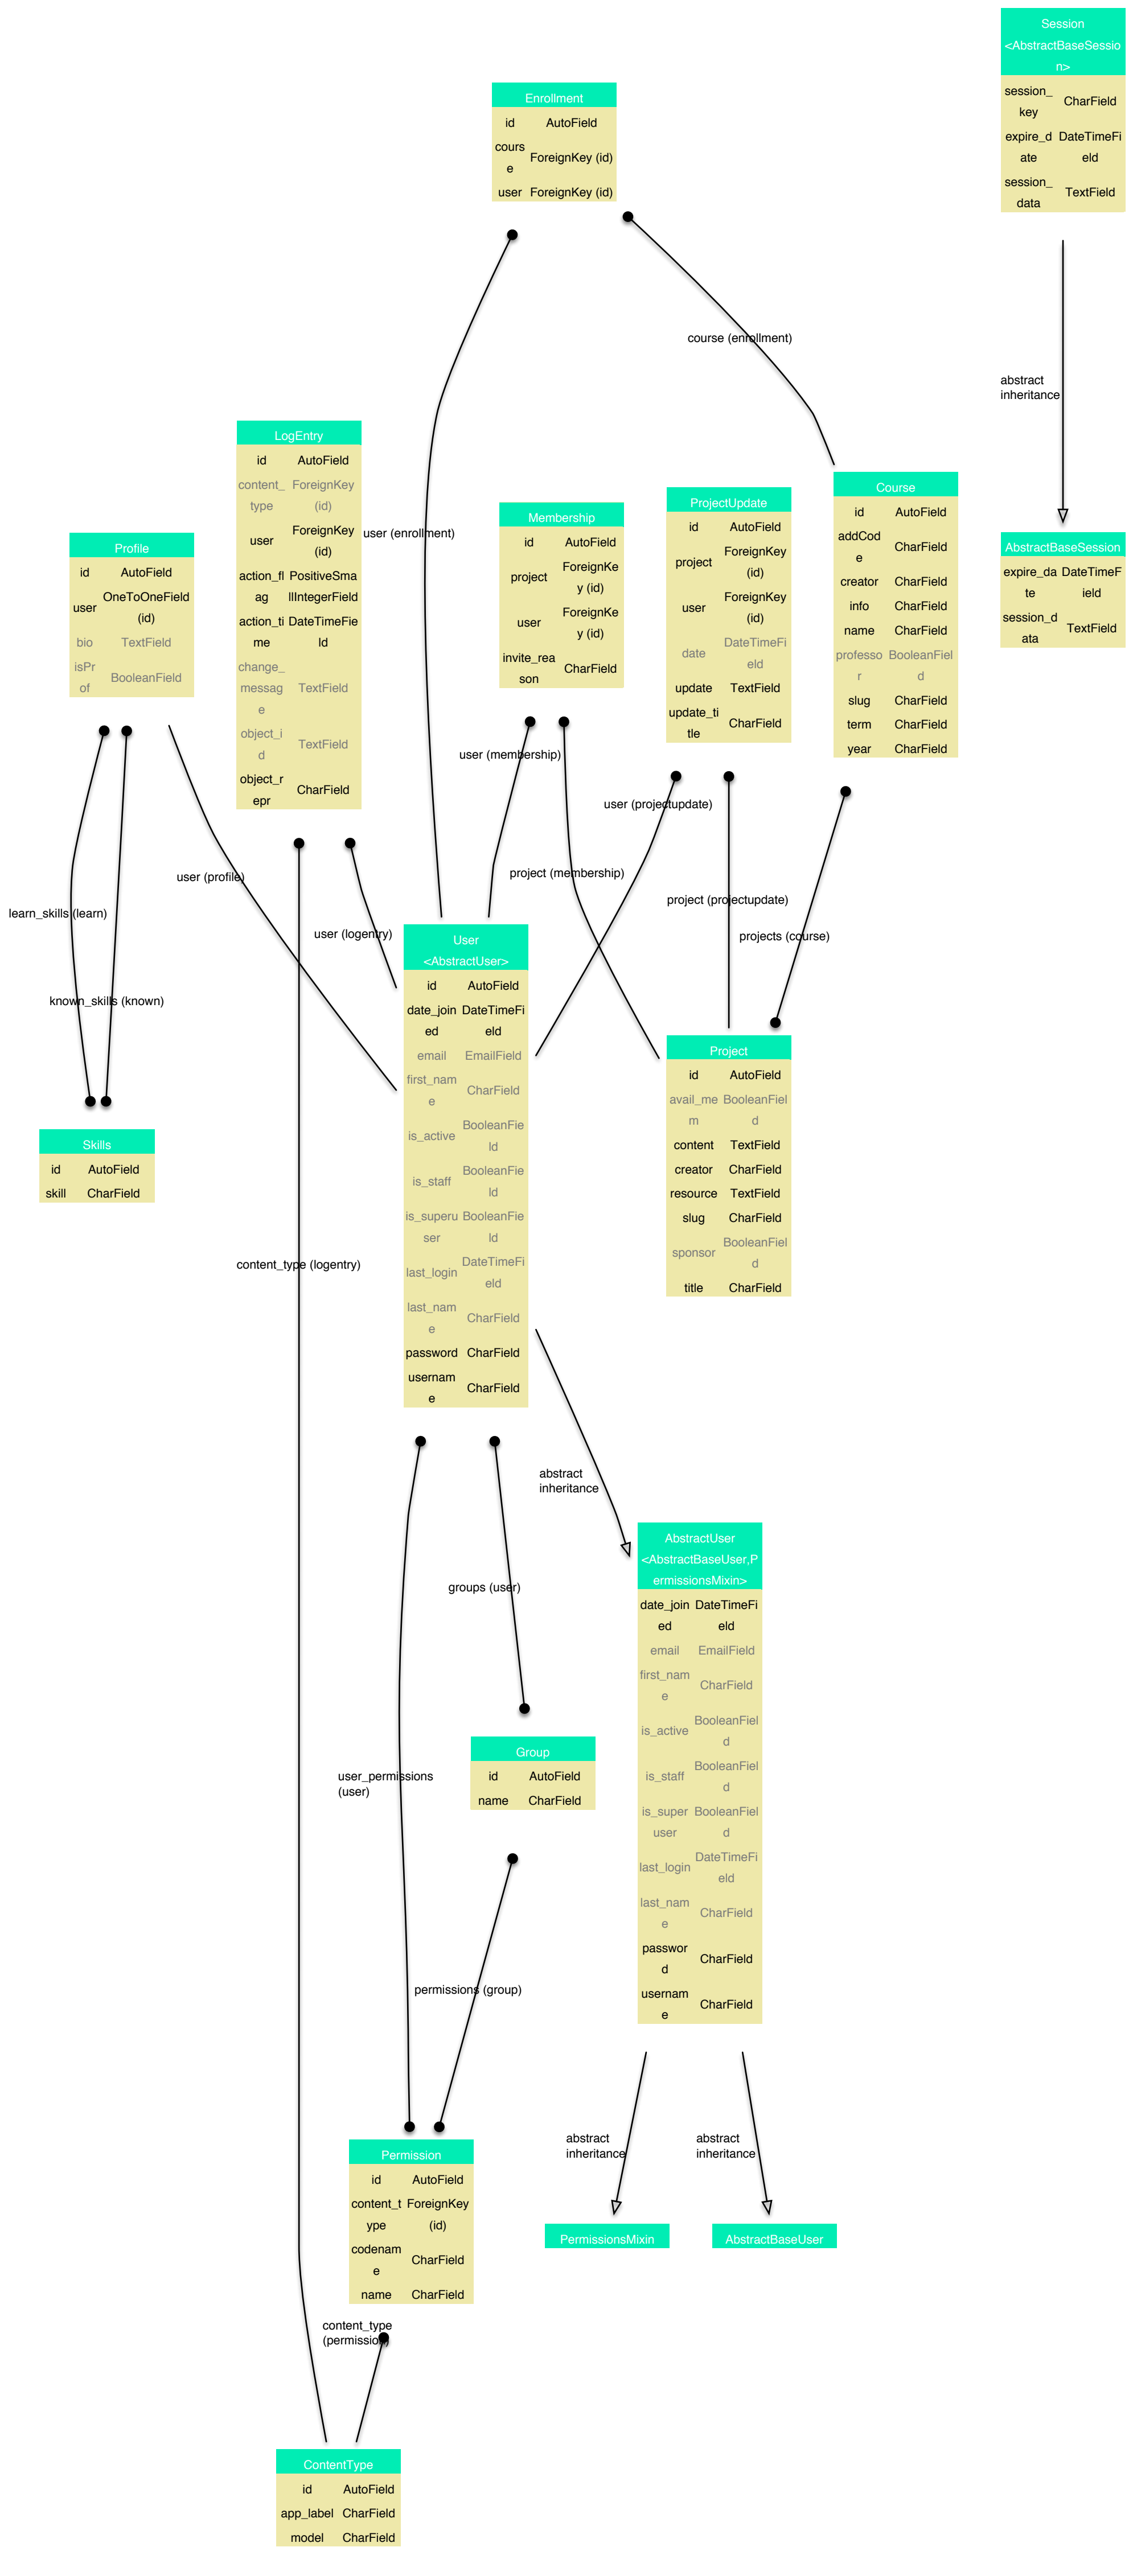 Session
<AbstractBaseSessio
n>
session_
key
CharField
expire_d
ate
DateTimeFi
eld
session_
data
TextField
Enrollment
id
AutoField
cours
e
ForeignKey (id)
user
ForeignKey (id)
course (enrollment)
abstract
inheritance
LogEntry
id
AutoField
content_
type
ForeignKey
(id)
user
ForeignKey
(id)
action_fl
ag
PositiveSma
llIntegerField
action_ti
me
DateTimeFie
ld
change_
messag
e
TextField
object_i
d
TextField
object_r
epr
CharField
user (enrollment)
Course
id
AutoField
addCod
e
CharField
creator
CharField
info
CharField
name
CharField
professo
r
BooleanFiel
d
slug
CharField
term
CharField
year
CharField
ProjectUpdate
id
AutoField
project
ForeignKey
(id)
user
ForeignKey
(id)
date
DateTimeFi
eld
update
TextField
update_ti
tle
CharField
Membership
id
AutoField
project
ForeignKe
y (id)
user
ForeignKe
y (id)
invite_rea
son
CharField
Profile
id
AutoField
user
OneToOneField
(id)
bio
TextField
isPr
of
BooleanField
AbstractBaseSession
expire_da
te
DateTimeF
ield
session_d
ata
TextField
user (membership)
user (projectupdate)
user (profile)
project (membership)
project (projectupdate)
learn_skills (learn)
user (logentry)
projects (course)
known_skills (known)
User
<AbstractUser>
id
AutoField
date_join
ed
DateTimeFi
eld
email
EmailField
first_nam
e
CharField
is_active
BooleanFie
ld
is_staff
BooleanFie
ld
is_superu
ser
BooleanFie
ld
last_login
DateTimeFi
eld
last_nam
e
CharField
password
CharField
usernam
e
CharField
Project
id
AutoField
avail_me
m
BooleanFiel
d
content
TextField
creator
CharField
resource
TextField
slug
CharField
sponsor
BooleanFiel
d
title
CharField
Skills
id
AutoField
skill
CharField
content_type (logentry)
abstract
inheritance
AbstractUser
<AbstractBaseUser,P
ermissionsMixin>
date_join
ed
DateTimeFi
eld
email
EmailField
first_nam
e
CharField
is_active
BooleanFiel
d
is_staff
BooleanFiel
d
is_super
user
BooleanFiel
d
last_login
DateTimeFi
eld
last_nam
e
CharField
passwor
d
CharField
usernam
e
CharField
groups (user)
Group
id
AutoField
name
CharField
user_permissions
(user)
permissions (group)
abstract
inheritance
abstract
inheritance
Permission
id
AutoField
content_t
ype
ForeignKey
(id)
codenam
e
CharField
name
CharField
PermissionsMixin
AbstractBaseUser
content_type
(permission)
ContentType
id
AutoField
app_label
CharField
model
CharField